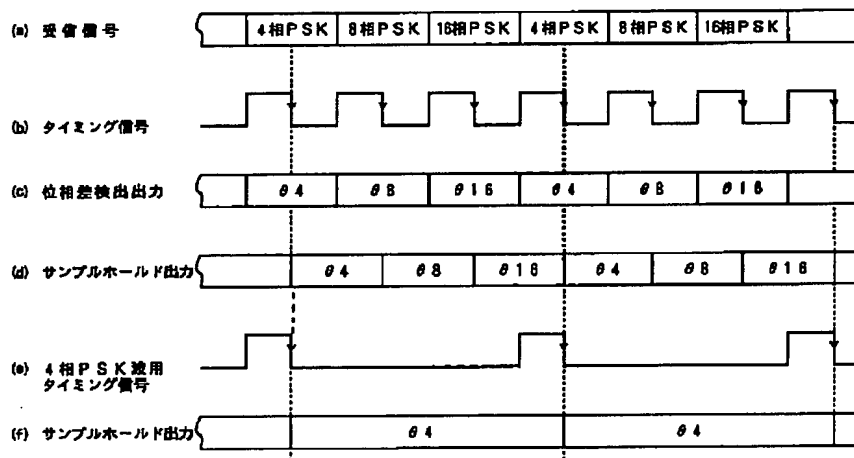 (a) 受信信号 4相PSK 8相PSK 16相PSK 4相PSK 8相PSK 16相PSK
(b) タイミング信号
(c) 位相差検出出力 θ4 θ8 θ16 θ4 θ8 θ16
(d) サンプルホールド出力 θ4 θ8 θ16 θ4 θ8 θ16
(e) 4相PSK波用
タイミング信号
(f) サンプルホールド出力 θ4 θ4